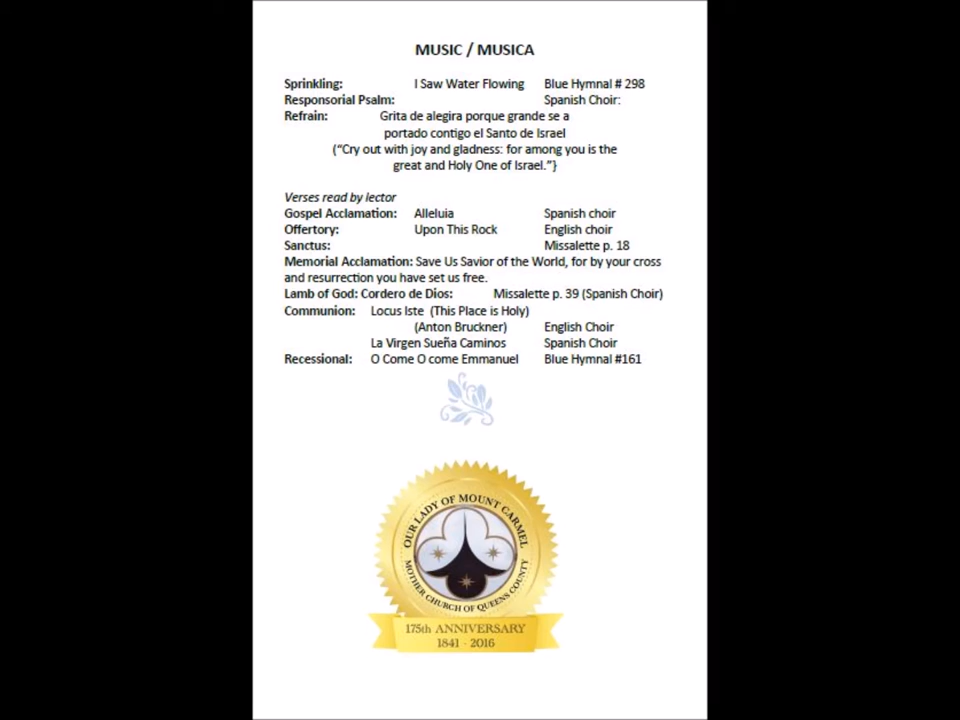 MUSIC / MUSICA
Sprinkling: I Saw Water Flowing Blue Hymnal # 298
Responsorial Psalm: Spanish Choir:
Refrain: Grita de alegira porque grande se a
portado contigo el Santo de Israel
("Cry out with joy and gladness: for among you is the
great and Holy One of Israel."}
Verses read by lector
Gospel Acclamation: Alleluia Spanish choir
Offertory: Upon This Rock English choir
Sanctus: Missalette p. 18
Memorial Acclamation: Save Us Savior of the World, for by your cross
and resurrection you have set us free.
Lamb of God: Cordero de Dios: Missalette p. 39 (Spanish Choir)
Communion: Locus Iste (This Place is Holy)
(Anton Bruckner) English Choir
La Virgen Sueña Caminos Spanish Choir
Recessional: O Come O come Emmanuel Blue Hymnal #161
OUR LADY OF MOUNT CARMEL
MOTHER CHURCH OF QUEENS COUNTY
175th ANNIVERSARY
1841 · 2016